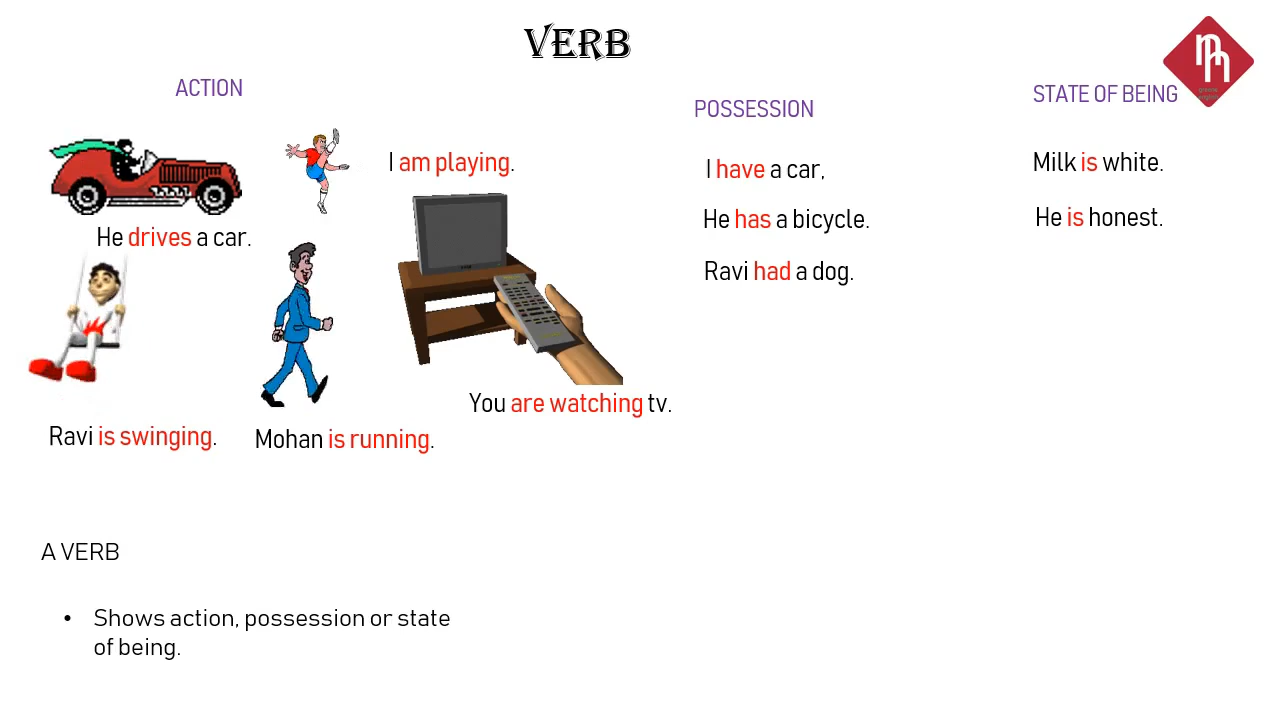 VERB
ACTION
He drives a car.
I am playing.
Ravi is swinging.
Mohan is running.
You are watching tv.
POSSESSION
I have a car,
He has a bicycle.
Ravi had a dog.
STATE OF BEING
Milk is white.
He is honest.
A VERB
• Shows action, possession or state
of being.